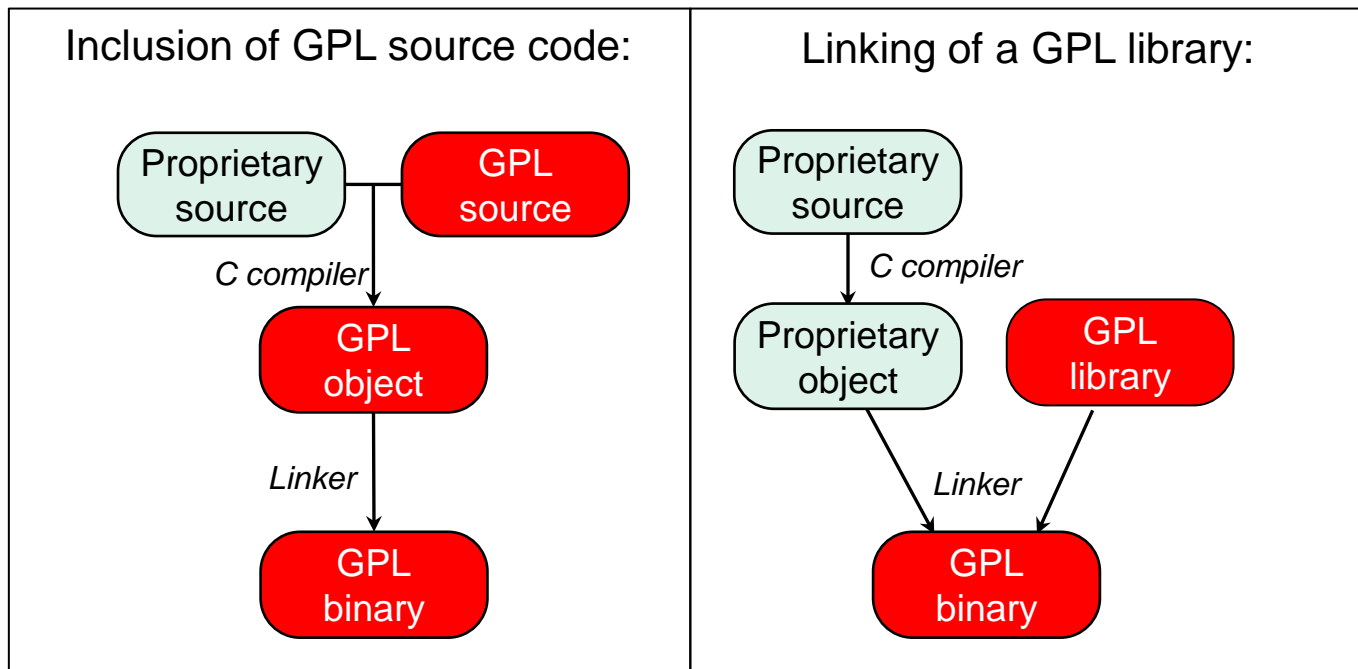 Inclusion of GPL source code:
Proprietary
source
GPL
source
C compiler
GPL
object
Linker
GPL
binary
Linking of a GPL library:
Proprietary
source
C compiler
Proprietary
object
GPL
library
Linker
GPL
binary